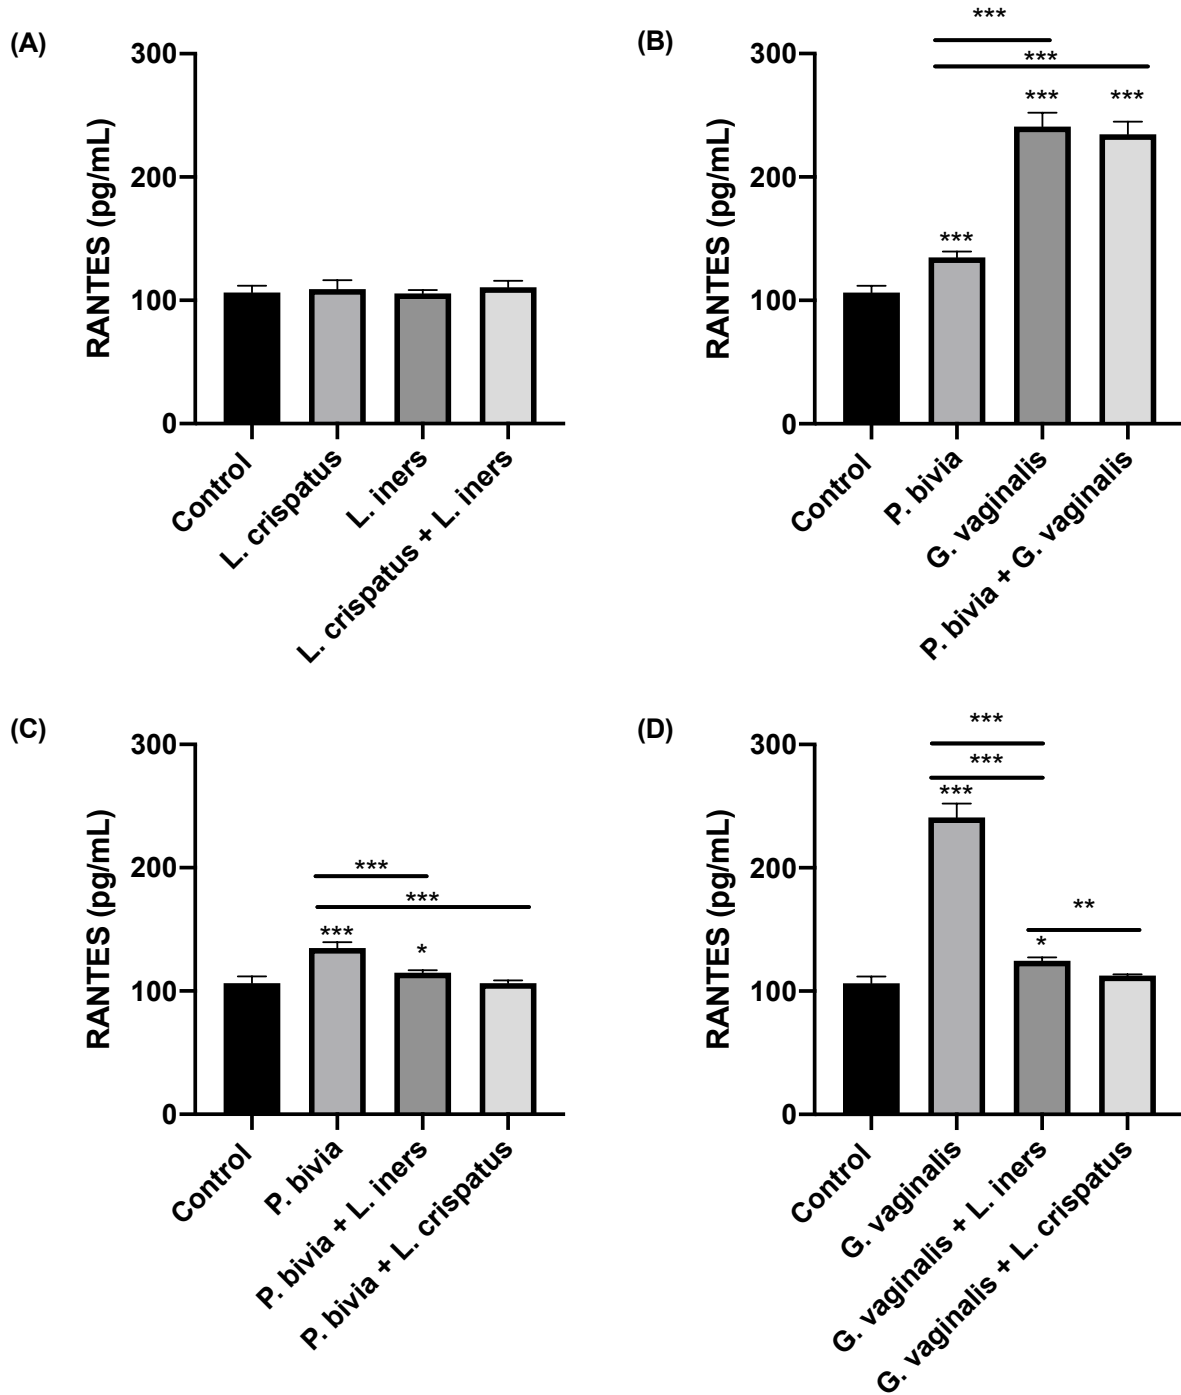 (A)
RANTES (pg/mL)
300
200
100
0
Control
L. crispatus
L. iners
L. crispatus + L. iners
(B)
RANTES (pg/mL)
300
200
100
0
***
***
***
***
***
Control
P. bivia
G. vaginalis
P. bivia + G. vaginalis
(C)
RANTES (pg/mL)
300
200
100
0
***
***
***
*
Control
P. bivia
P. bivia + L. iners
P. bivia + L. crispatus
(D)
RANTES (pg/mL)
300
200
100
0
***
***
***
**
*
Control
G. vaginalis
G. vaginalis + L. iners
G. vaginalis + L. crispatus